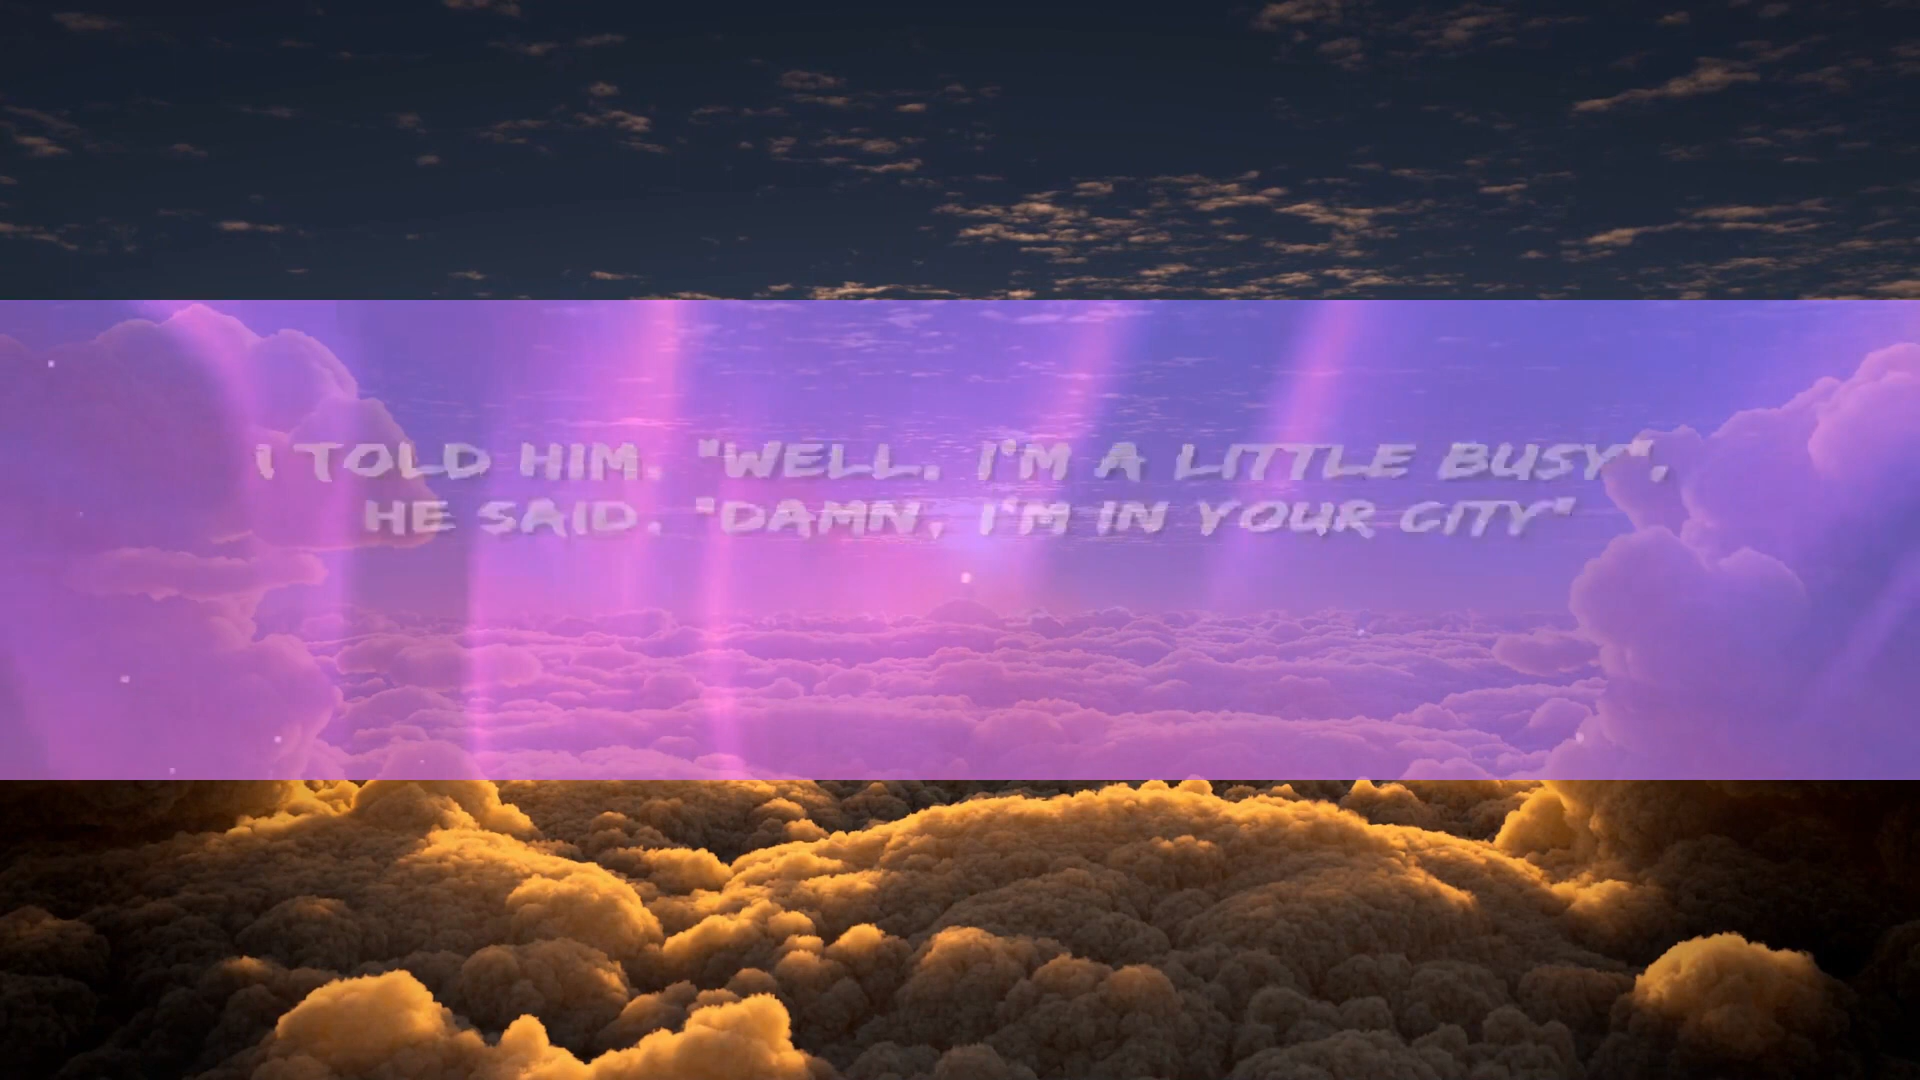 I TOLD HIM, "WELL, I'M A LITTLE BUSY",
HE SAID, "DAMN, I'M IN YOUR CITY"